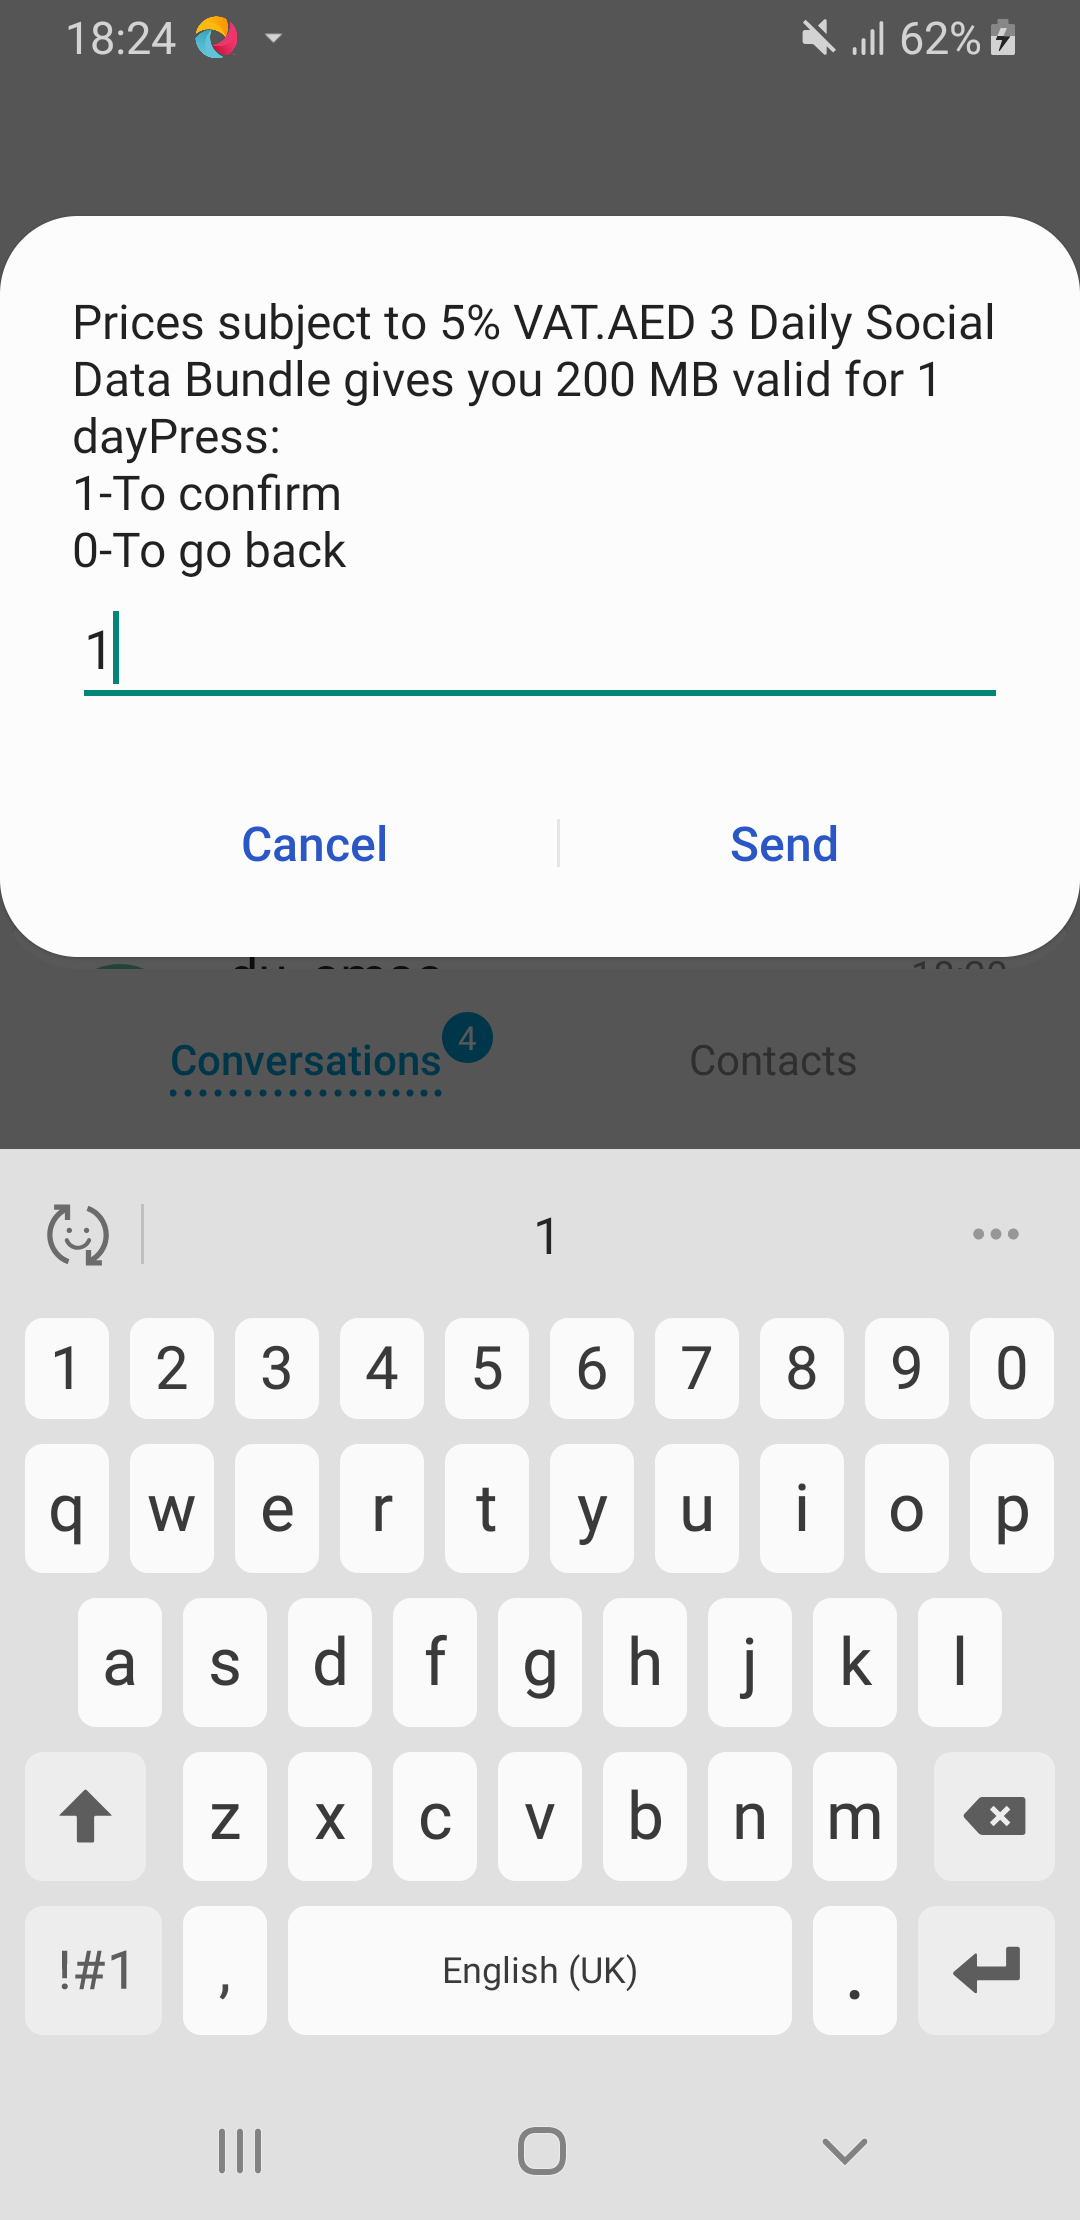 18:24 62%
Prices subject to 5% VAT.AED 3 Daily Social
Data Bundle gives you 200 MB valid for 1
dayPress:
1-To confirm
0-To go back
1
Cancel Send
Conversations 4 Contacts
1
1 2 3 4 5 6 7 8 9 0
q w e r t y u i o p
a s d f g h j k l
z x c v b n m
!#1 , English (UK) .